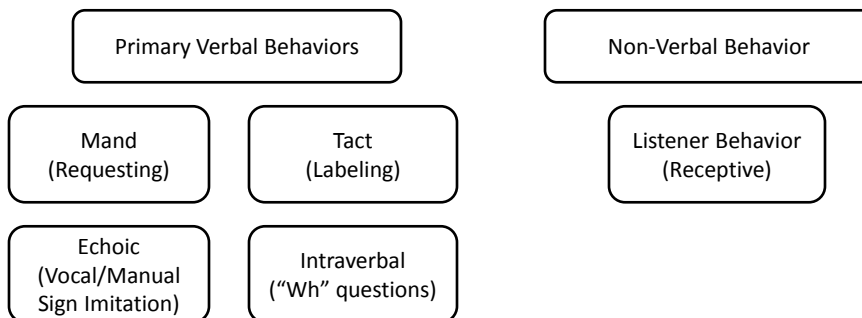 Primary Verbal Behaviors
Non-Verbal Behavior
Mand
(Requesting)
Tact
(Labeling)
Listener Behavior
(Receptive)
Echoic
(Vocal/Manual
Sign Imitation)
Intraverbal
(“Wh” questions)